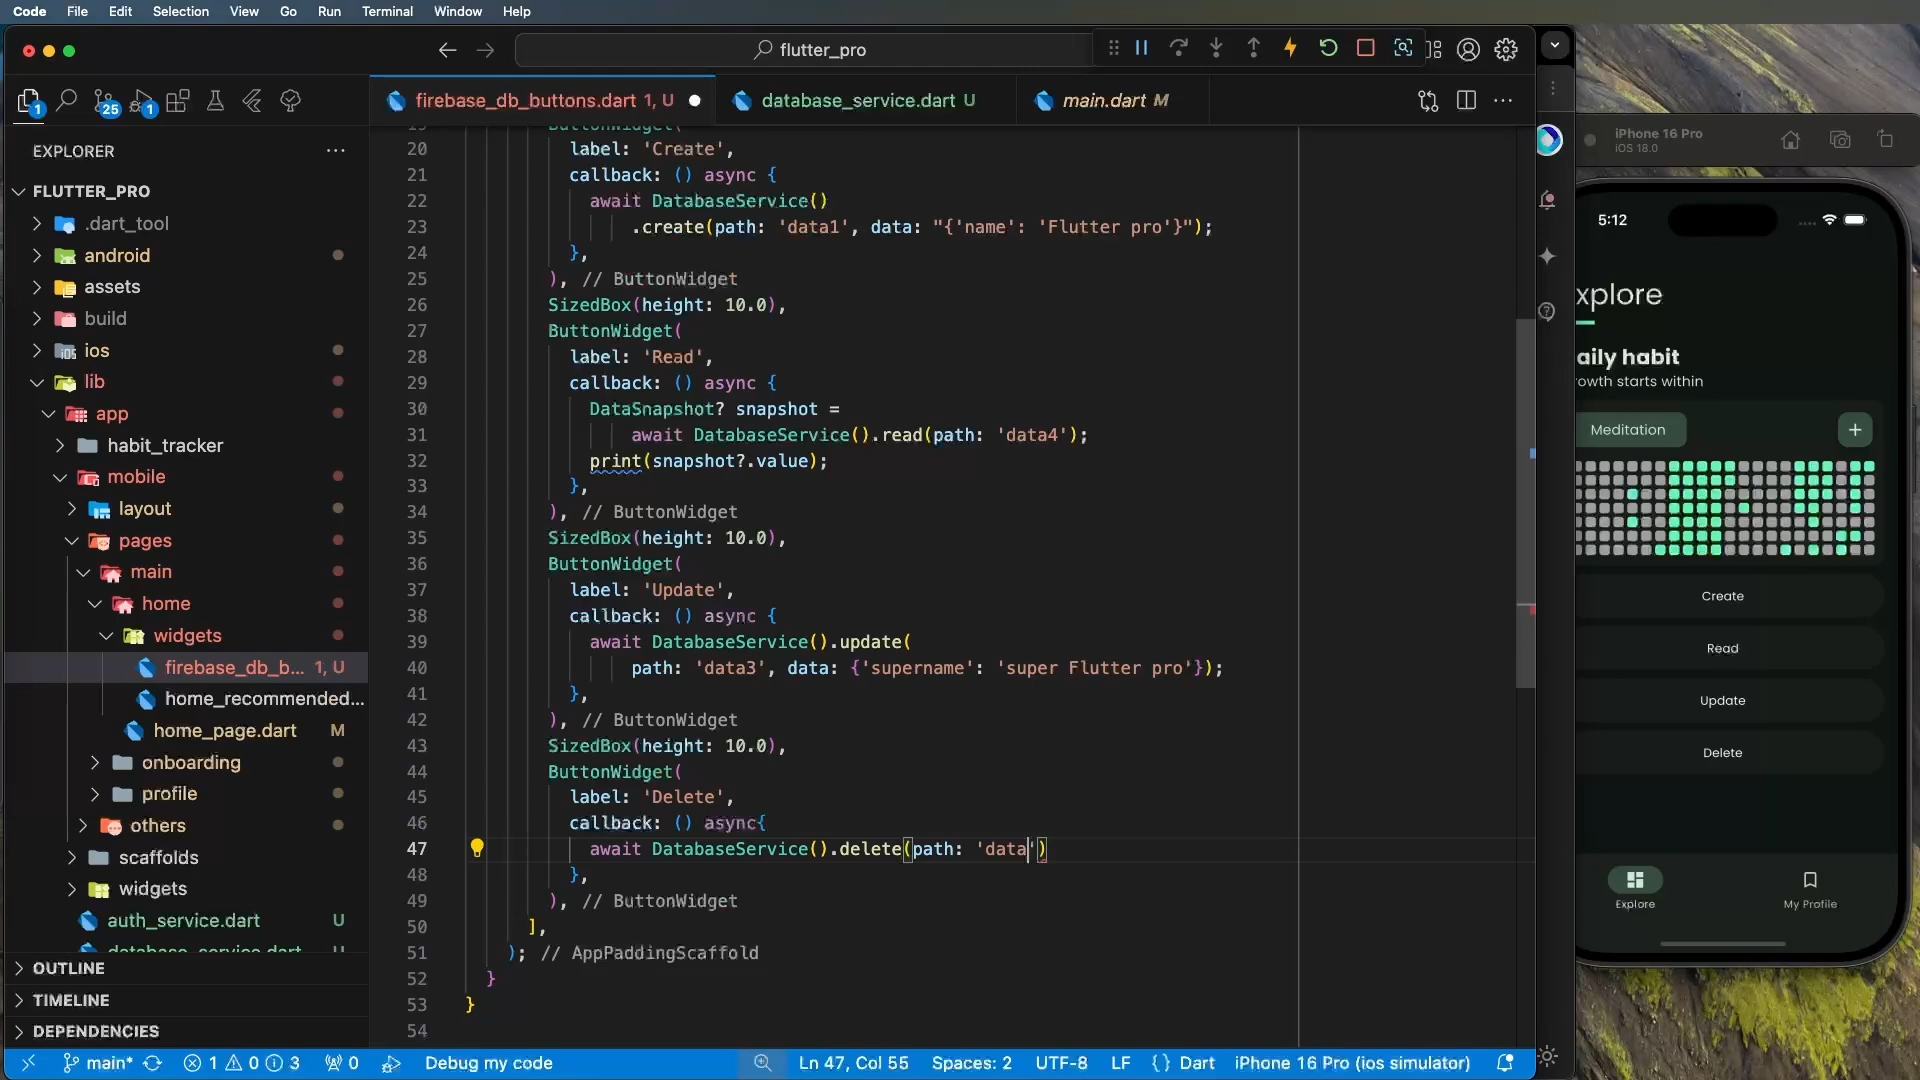 Code File Edit Selection View Go Run Terminal Window Help
flutter_pro
25
1
1
firebase_db_buttons.dart 1, U
database_service.dart U
main.dart M
EXPLORER
FLUTTER_PRO
.dart_tool
android
assets
build
ios
lib
app
habit_tracker
mobile
layout
pages
main
home
widgets
firebase_db_b... 1, U
home_recommended...
home_page.dart M
onboarding
profile
others
scaffolds
widgets
auth_service.dart U
database_service.dart U
OUTLINE
TIMELINE
DEPENDENCIES
19 ButtonWidget(
20 label: 'Create',
21 callback: () async {
22 await DatabaseService()
23 .create(path: 'data1', data: "{'name': 'Flutter pro'}");
24 },
25 ), // ButtonWidget
26 SizedBox(height: 10.0),
27 ButtonWidget(
28 label: 'Read',
29 callback: () async {
30 DataSnapshot? snapshot =
31 await DatabaseService().read(path: 'data4');
32 print(snapshot?.value);
33 },
34 ), // ButtonWidget
35 SizedBox(height: 10.0),
36 ButtonWidget(
37 label: 'Update',
38 callback: () async {
39 await DatabaseService().update(
40 path: 'data3', data: {'supername': 'super Flutter pro'});
41 },
42 ), // ButtonWidget
43 SizedBox(height: 10.0),
44 ButtonWidget(
45 label: 'Delete',
46 callback: () async{
47 await DatabaseService().delete(path: 'data')
48 },
49 ), // ButtonWidget
50 ],
51 ); // AppPaddingScaffold
52 }
53 }
54
main* 1 0 3 0 Debug my code Ln 47, Col 55 Spaces: 2 UTF-8 LF {} Dart iPhone 16 Pro (ios simulator)
iPhone 16 Pro
iOS 18.0
5:12
xplore
aily habit
rowth starts within
Meditation
+
Create
Read
Update
Delete
Explore
My Profile